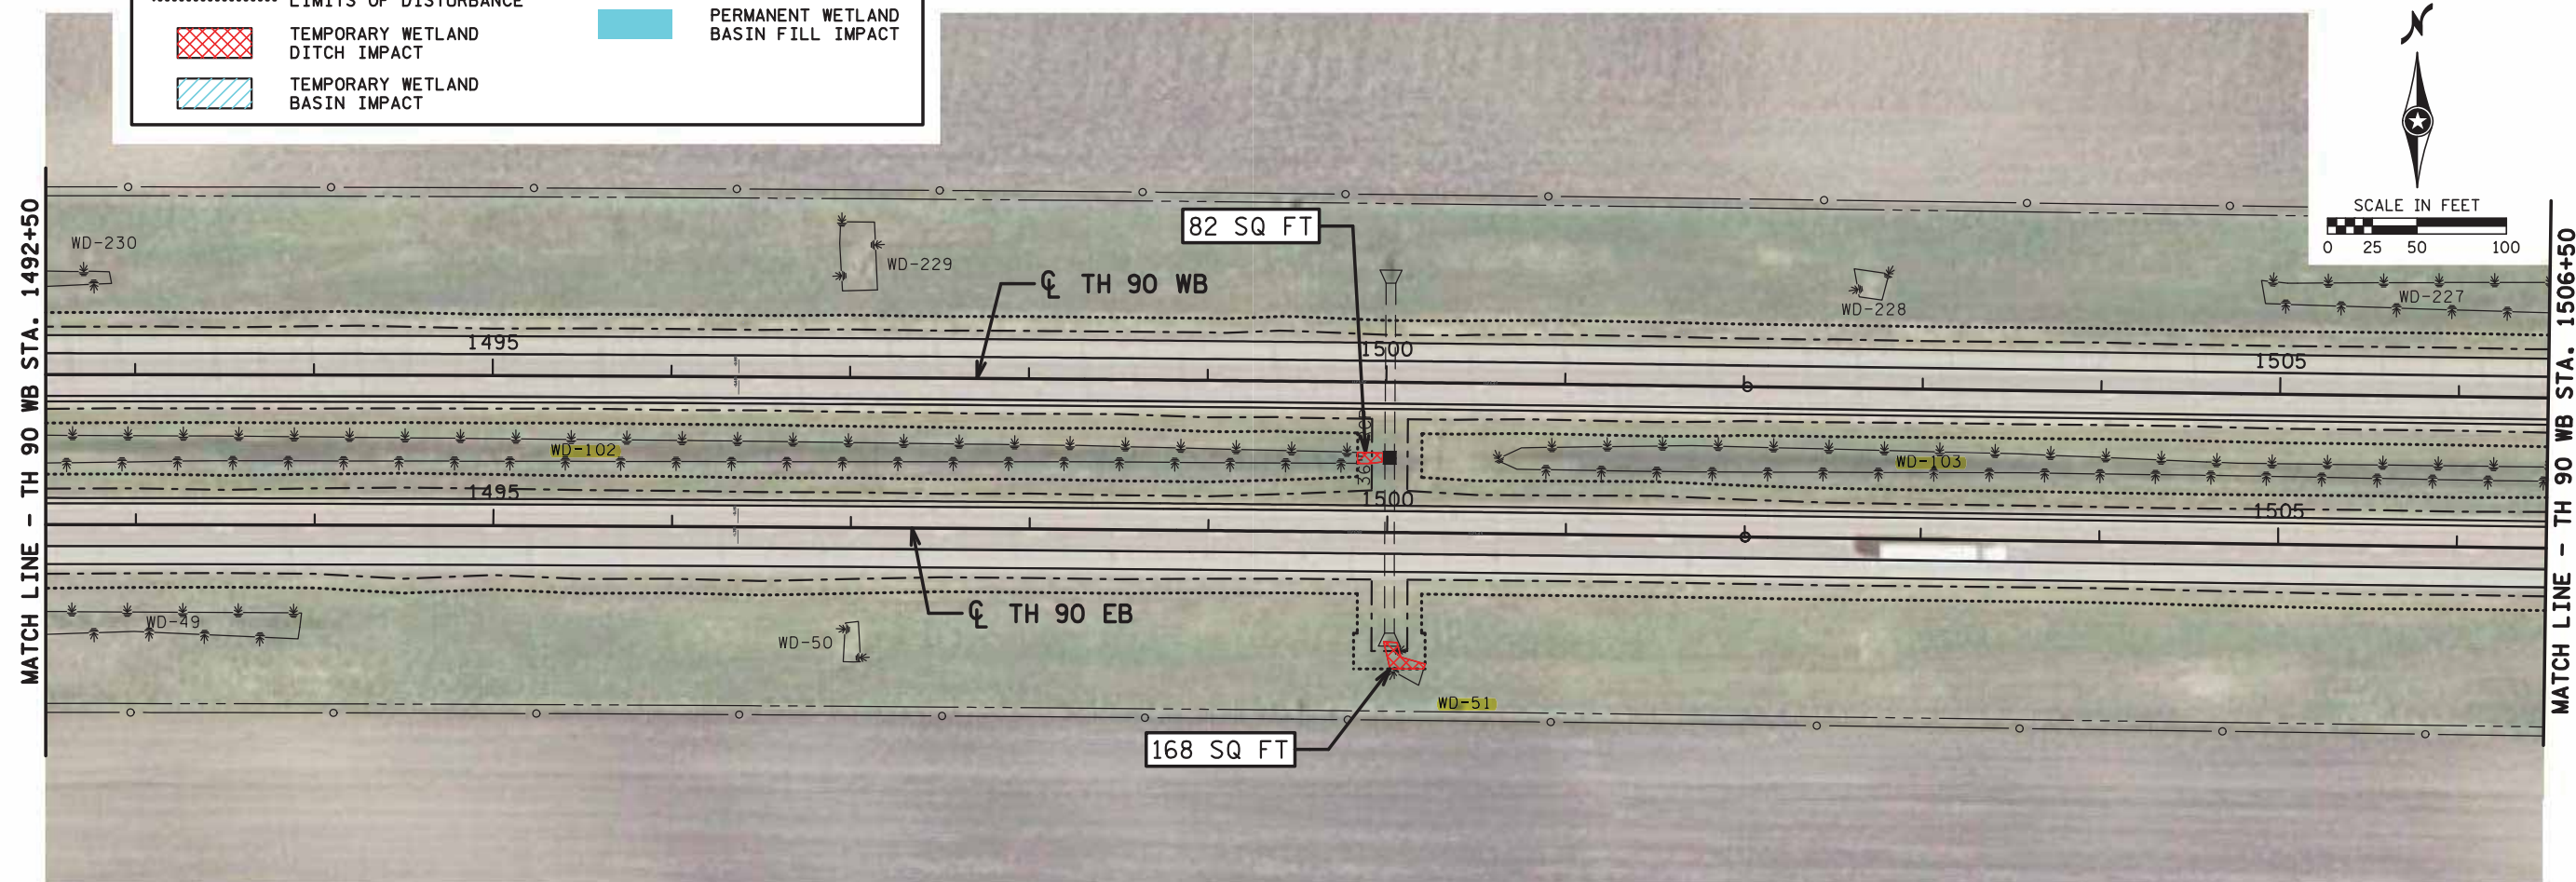 LIMITS OF DISTURBANCE
TEMPORARY WETLAND
DITCH IMPACT
TEMPORARY WETLAND
BASIN IMPACT
PERMANENT WETLAND
BASIN FILL IMPACT
N
SCALE IN FEET
0 25 50 100
MATCH LINE - TH 90 WB STA. 1492+50
MATCH LINE - TH 90 WB STA. 1506+50
82 SQ FT
WD-230
WD-229
℄ TH 90 WB
WD-228
WD-227
1495
1500
1505
WD-102
WD-103
1495
1500
1505
℄ TH 90 EB
WD-49
WD-50
WD-51
168 SQ FT